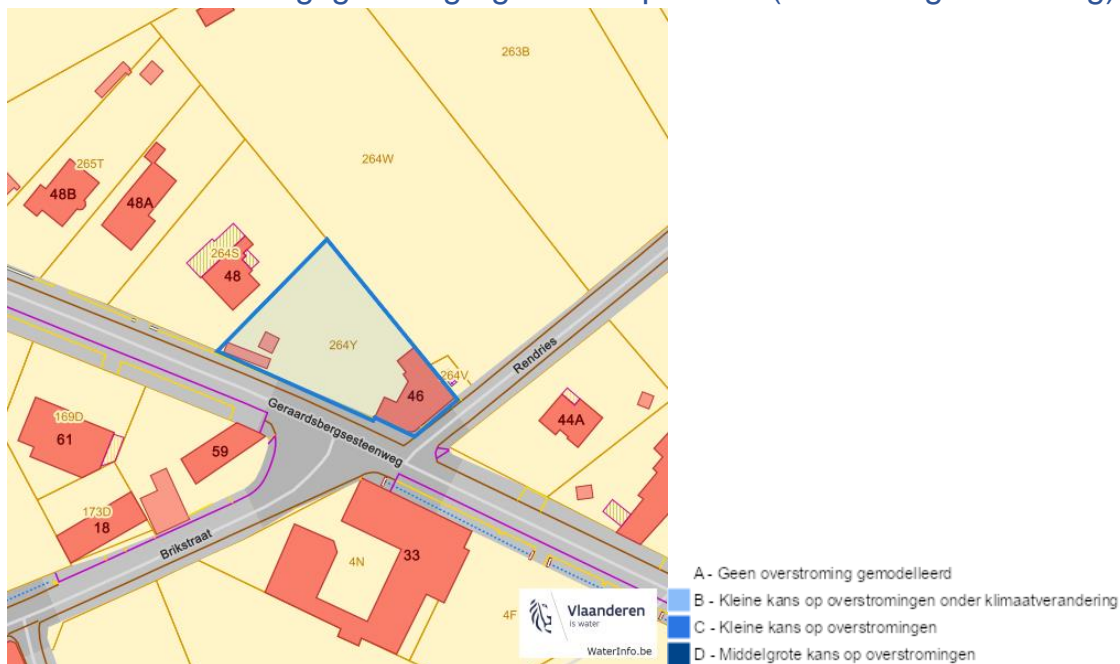 263B
264W
265T
48B
48A
264S
48
264Y
264V
46
Rendries
Geraardsbergsesteenweg
44A
169D
61
59
173D
18
Brikstraat
33
4N
4F
Vlaanderen
is water
WaterInfo.be
A - Geen overstroming gemodelleerd
B - Kleine kans op overstromingen onder klimaatverandering
C - Kleine kans op overstromingen
D - Middelgrote kans op overstromingen